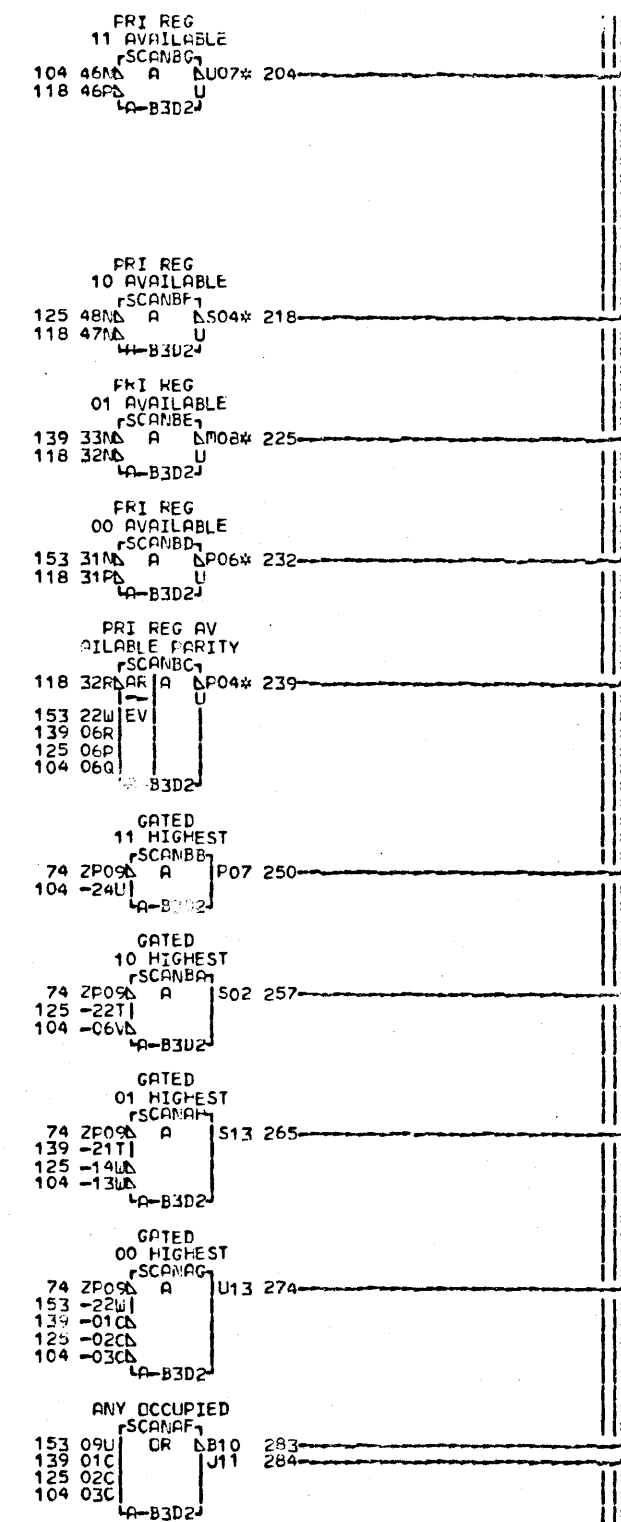 PRI REG
11 AVAILABLE
SCANBG
104 46N A U07* 204
118 46P U
A-B3D2
PRI REG
10 AVAILABLE
SCANBF
125 48N A S04* 218
118 47N U
A-B3D2
PRI REG
01 AVAILABLE
SCANBE
139 33N A M08* 225
118 32N U
A-B3D2
PRI REG
00 AVAILABLE
SCANBD
153 31N A P06* 232
118 31P U
A-B3D2
PRI REG AV
AILABLE PARITY
SCANBC
118 32R AR A P04* 239
U
153 22W EV
139 06R
125 06P
104 06Q
B3D2
GATED
11 HIGHEST
SCANBB
74 ZP09 A P07 250
104 -24U
A-B3D2
GATED
10 HIGHEST
SCANBA
74 ZP09 A S02 257
125 -22T
104 -06V
A-B3D2
GATED
01 HIGHEST
SCANAH
74 ZP09 A S13 265
139 -21T
125 -14W
104 -13W
A-B3D2
GATED
00 HIGHEST
SCANAG
74 ZP09 A U13 274
153 -22W
139 -01C
125 -02C
104 -03C
A-B3D2
ANY OCCUPIED
SCANAF
153 09U OR B10 283
139 01C J11 284
125 02C
104 03C
A-B3D2